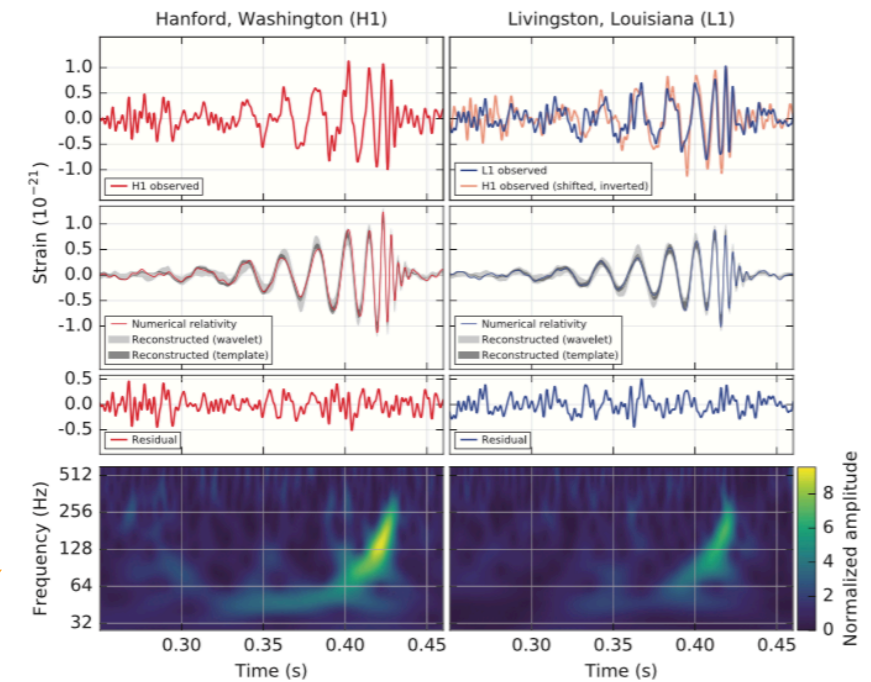 Hanford, Washington (H1)
Livingston, Louisiana (L1)
Strain (10⁻²¹)
1.0
0.5
0.0
-0.5
-1.0
H1 observed
L1 observed
H1 observed (shifted, inverted)
1.0
0.5
0.0
-0.5
-1.0
Numerical relativity
Reconstructed (wavelet)
Reconstructed (template)
Numerical relativity
Reconstructed (wavelet)
Reconstructed (template)
0.5
0.0
-0.5
Residual
Residual
Frequency (Hz)
512
256
128
64
32
0.30 0.35 0.40 0.45
Time (s)
0.30 0.35 0.40 0.45
Time (s)
8
6
4
2
0
Normalized amplitude